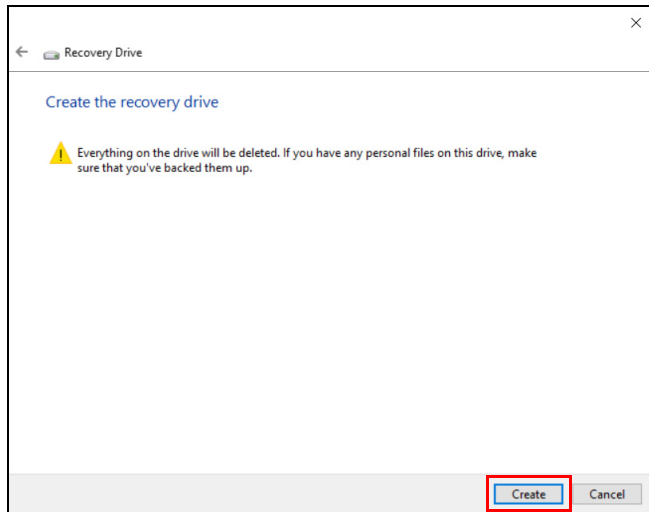 Recovery Drive
Create the recovery drive
Everything on the drive will be deleted. If you have any personal files on this drive, make
sure that you've backed them up.
Create Cancel